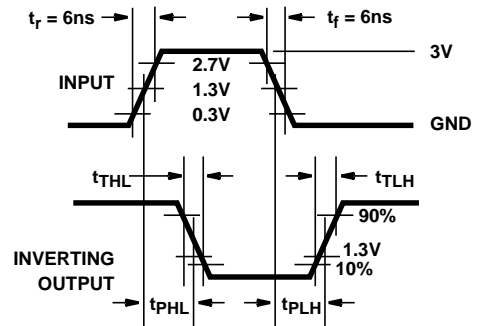 tr = 6ns
tf = 6ns
3V
2.7V
INPUT
1.3V
0.3V
GND
tTHL
tTLH
90%
INVERTING
OUTPUT
1.3V
10%
tPHL
tPLH